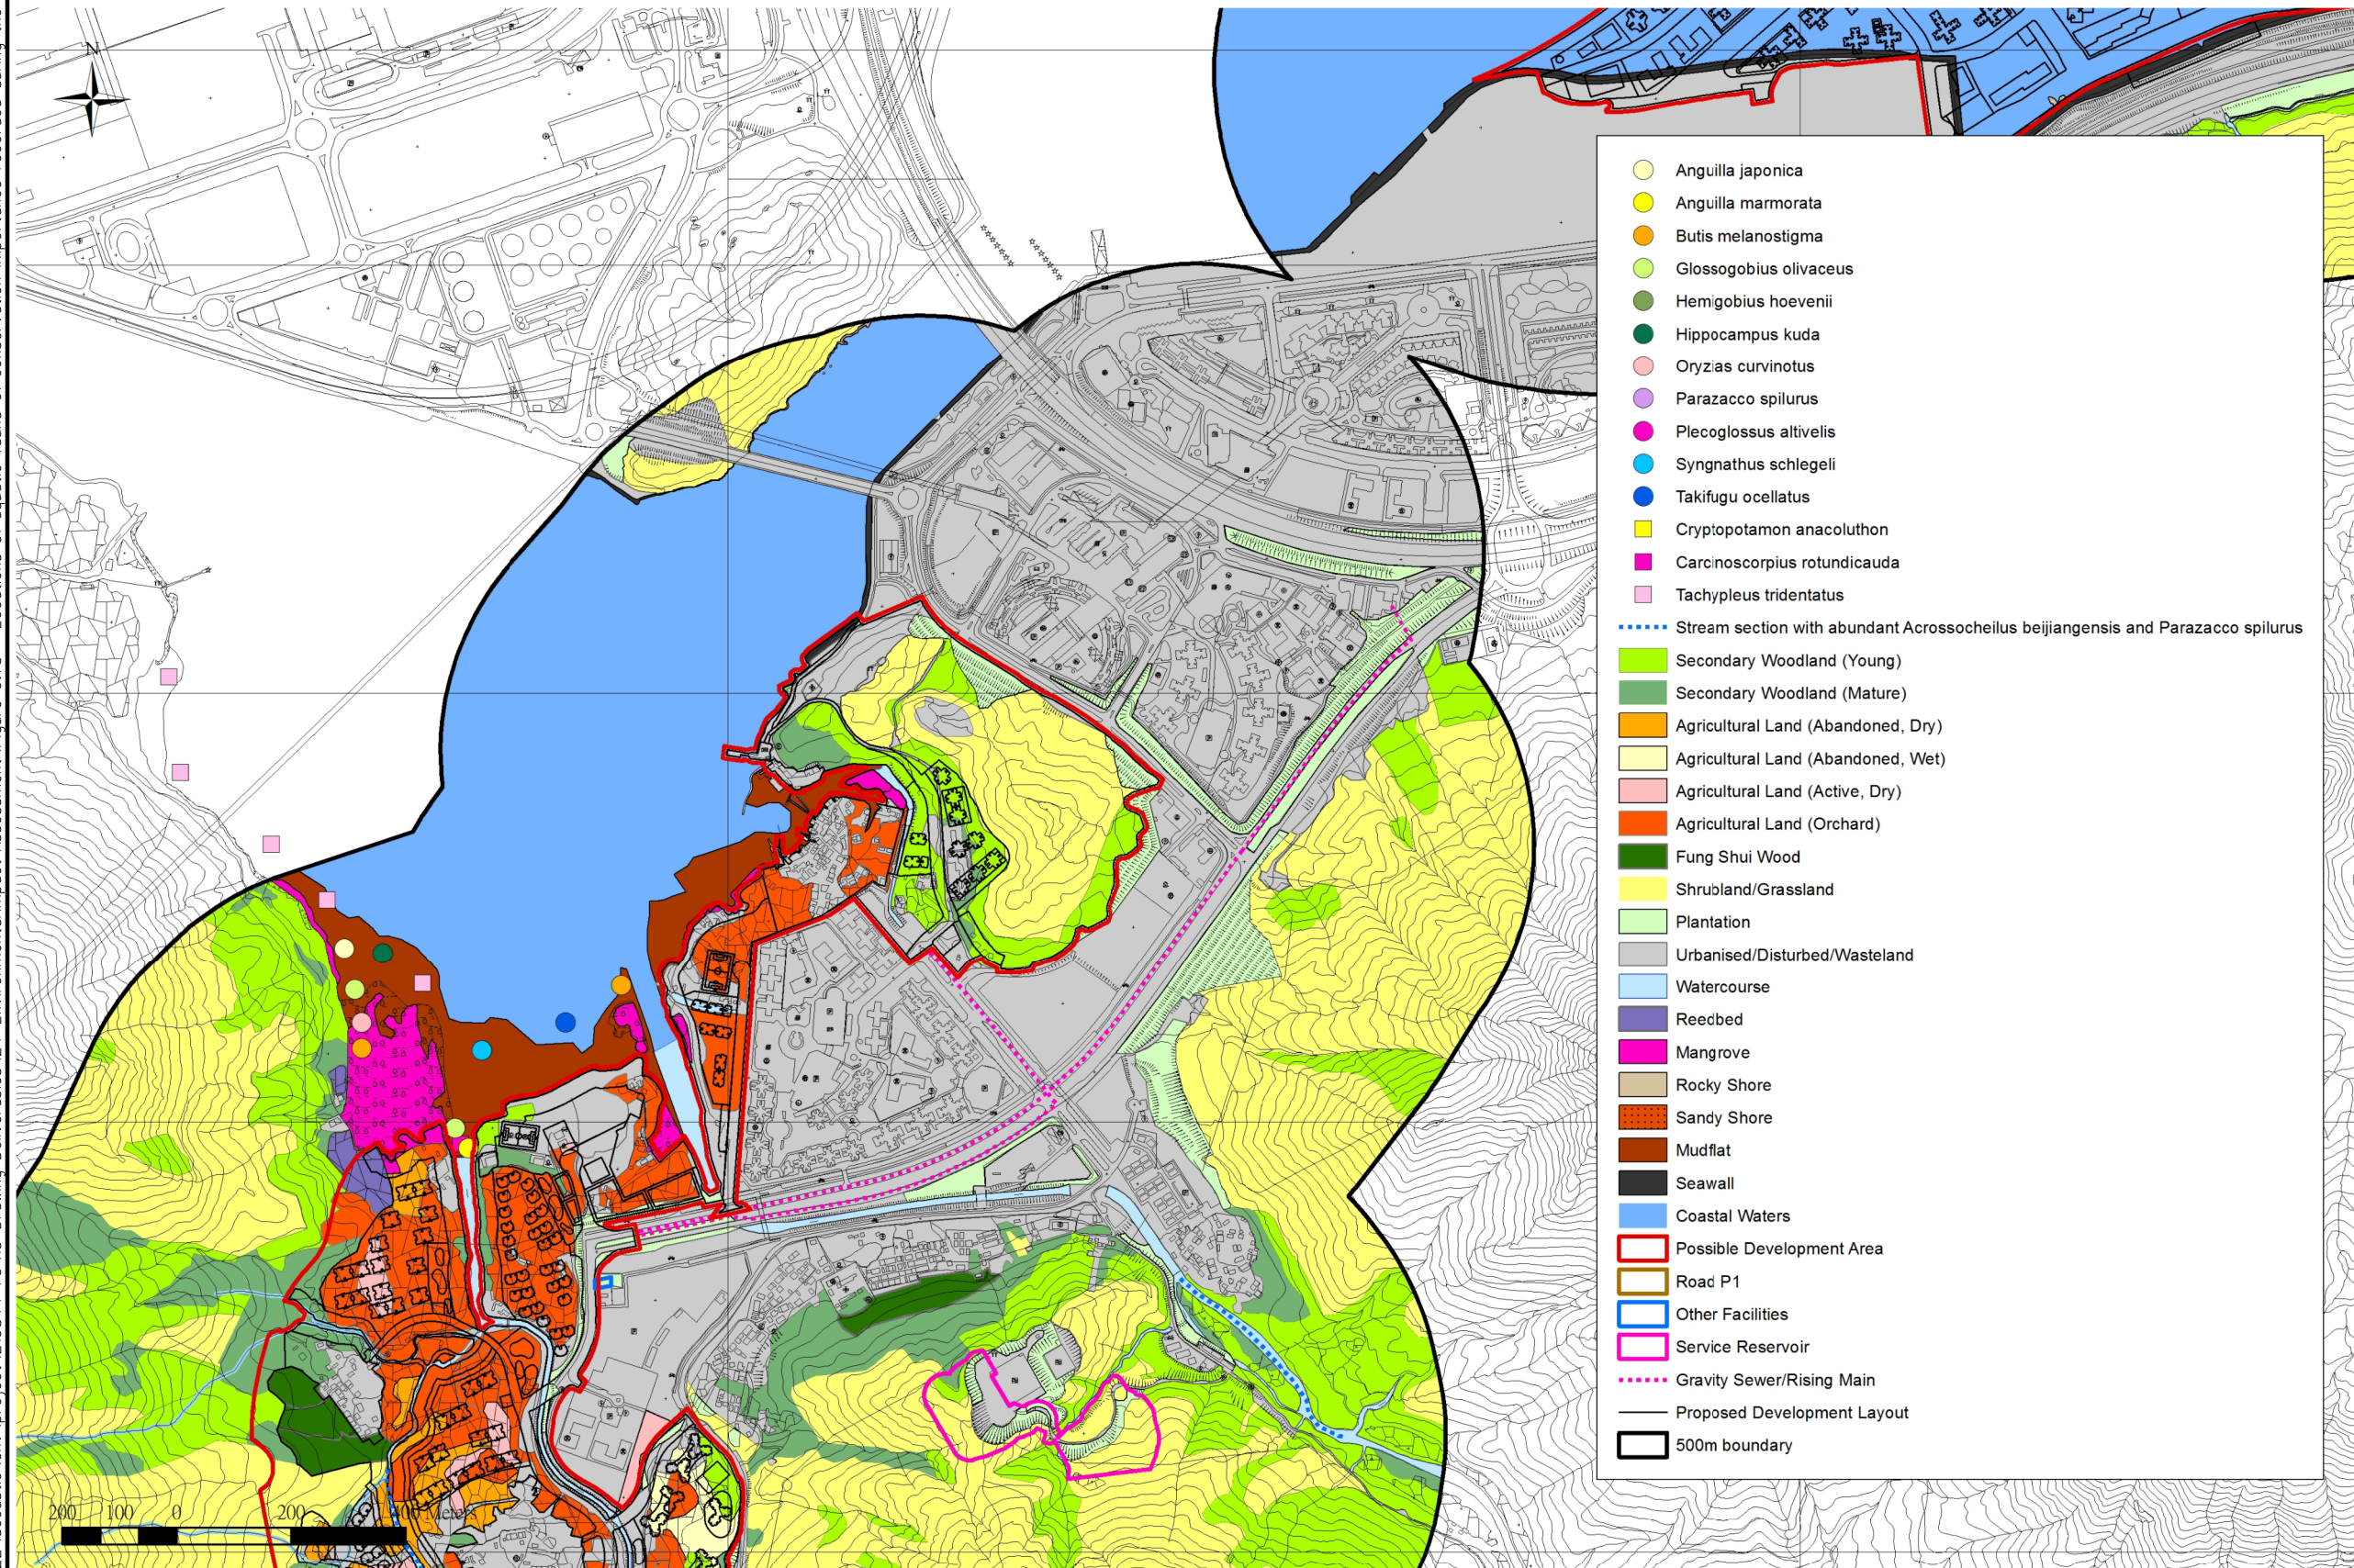 N
Anguilla japonica
Anguilla marmorata
Butis melanostigma
Glossogobius olivaceus
Hemigobius hoevenii
Hippocampus kuda
Oryzias curvinotus
Parazacco spilurus
Plecoglossus altivelis
Syngnathus schlegeli
Takifugu ocellatus
Cryptopotamon anacoluthon
Carcinoscorpius rotundicauda
Tachypleus tridentatus
Stream section with abundant Acrossocheilus beijiangensis and Parazacco spilurus
Secondary Woodland (Young)
Secondary Woodland (Mature)
Agricultural Land (Abandoned, Dry)
Agricultural Land (Abandoned, Wet)
Agricultural Land (Active, Dry)
Agricultural Land (Orchard)
Fung Shui Wood
Shrubland/Grassland
Plantation
Urbanised/Disturbed/Wasteland
Watercourse
Reedbed
Mangrove
Rocky Shore
Sandy Shore
Mudflat
Seawall
Coastal Waters
Possible Development Area
Road P1
Other Facilities
Service Reservoir
Gravity Sewer/Rising Main
Proposed Development Layout
500m boundary
200 100 0 200 400 Meters